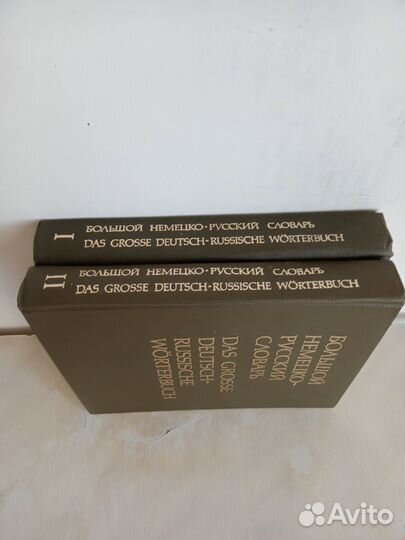 I
БОЛЬШОЙ НЕМЕЦКО-РУССКИЙ СЛОВАРЬ
DAS GROSSE DEUTSCH-RUSSISCHE WÖRTERBUCH
II
БОЛЬШОЙ НЕМЕЦКО-РУССКИЙ СЛОВАРЬ
DAS GROSSE DEUTSCH-RUSSISCHE WÖRTERBUCH
БОЛЬШОЙ
НЕМЕЦКО-
РУССКИЙ
СЛОВАРЬ
DAS GROSSE
DEUTSCH-
RUSSISCHE
WÖRTERBUCH
Avito